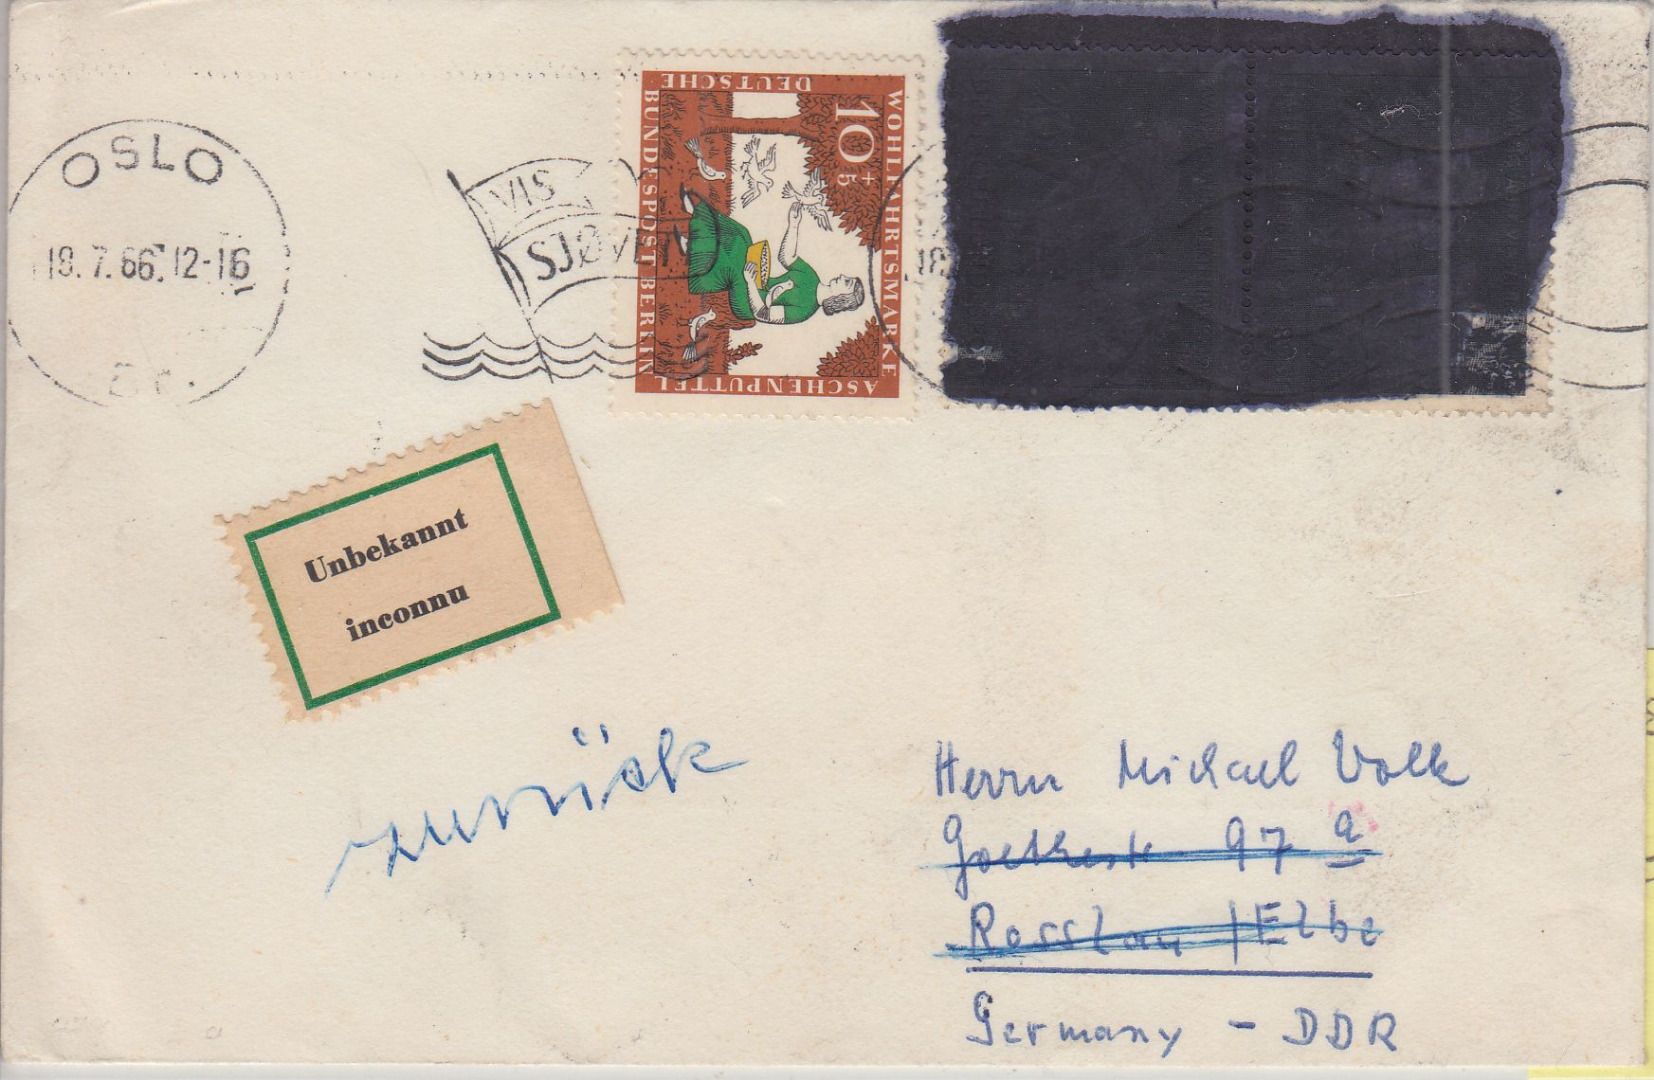 OSLO
19.7.66.12-16
VIS
SJØVETT
DEUTSCHE
BUNDESPOST BERLIN
WOHLFAHRTSMARKE
10
+
5
ASCHENPUTTEL
Unbekannt
inconnu
zurück
Herrn Michael Volk
Goethestr 97 a
Rosslau /Elbe
Germany - DDR